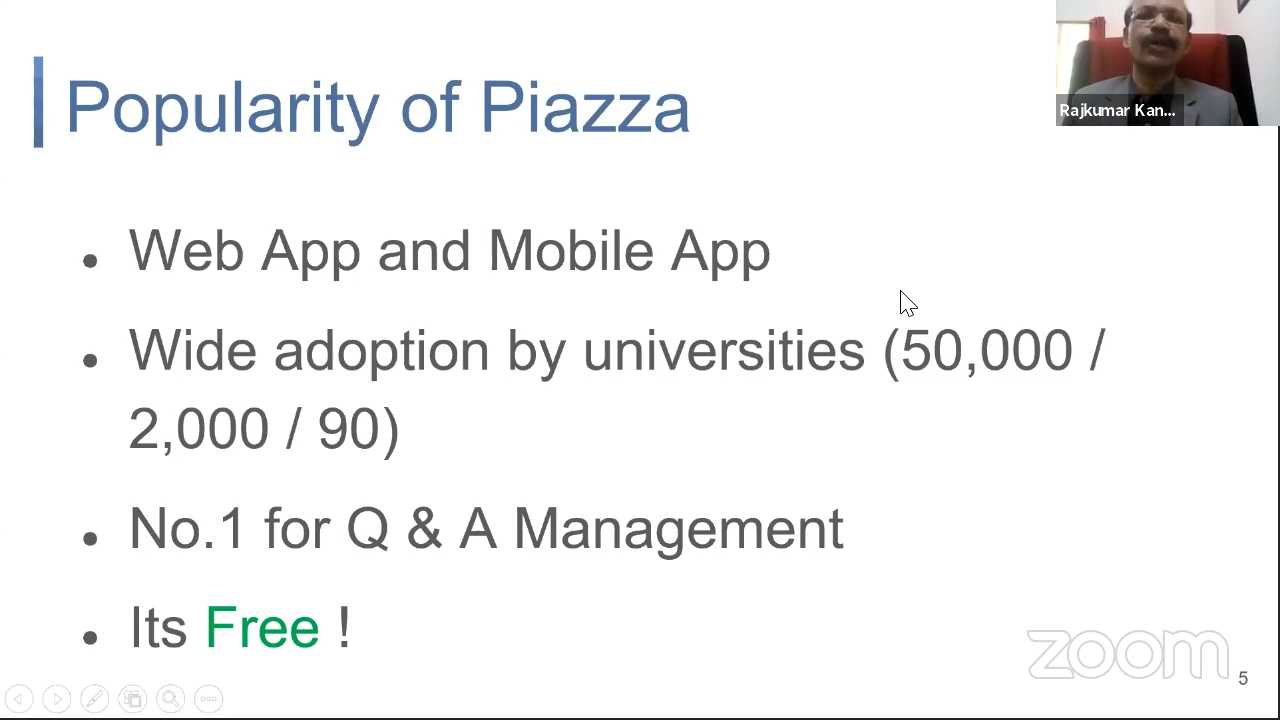 Popularity of Piazza
Rajkumar Kan...
Web App and Mobile App
Wide adoption by universities (50,000 /
2,000 / 90)
No.1 for Q & A Management
Its Free !
zoom
5